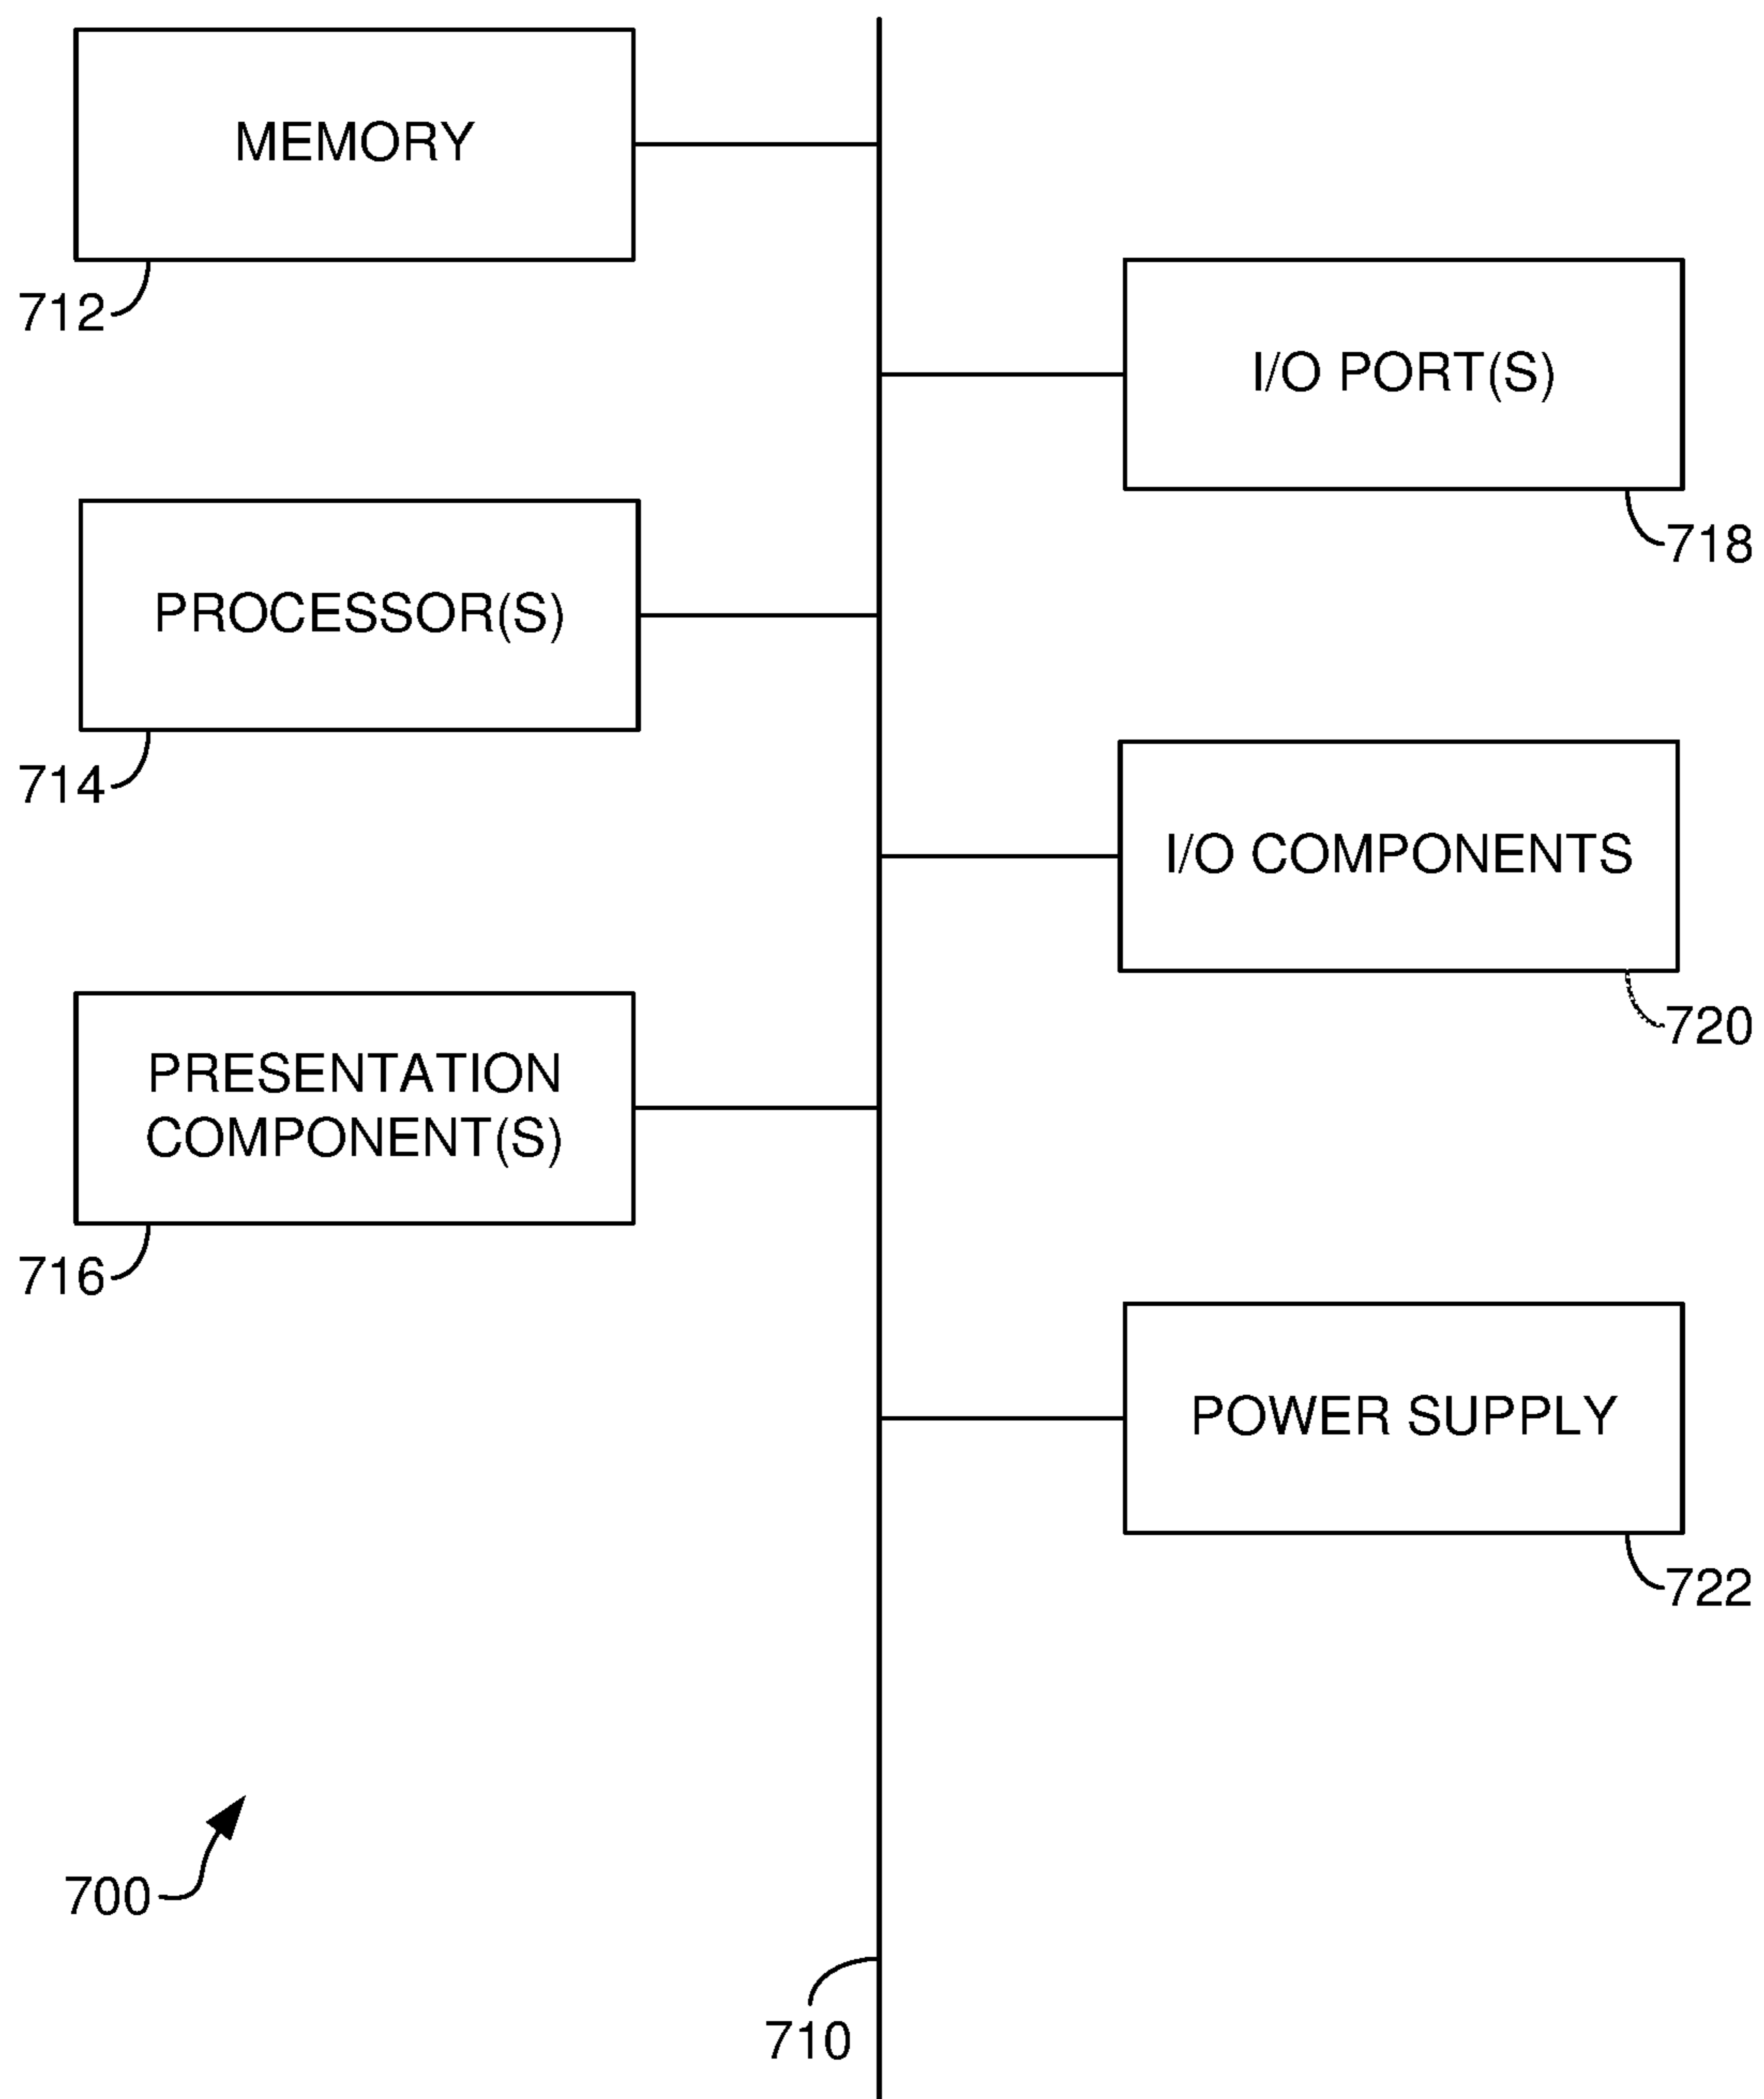 MEMORY
712
I/O PORT(S)
718
PROCESSOR(S)
714
I/O COMPONENTS
720
PRESENTATION
COMPONENT(S)
716
POWER SUPPLY
722
700
710